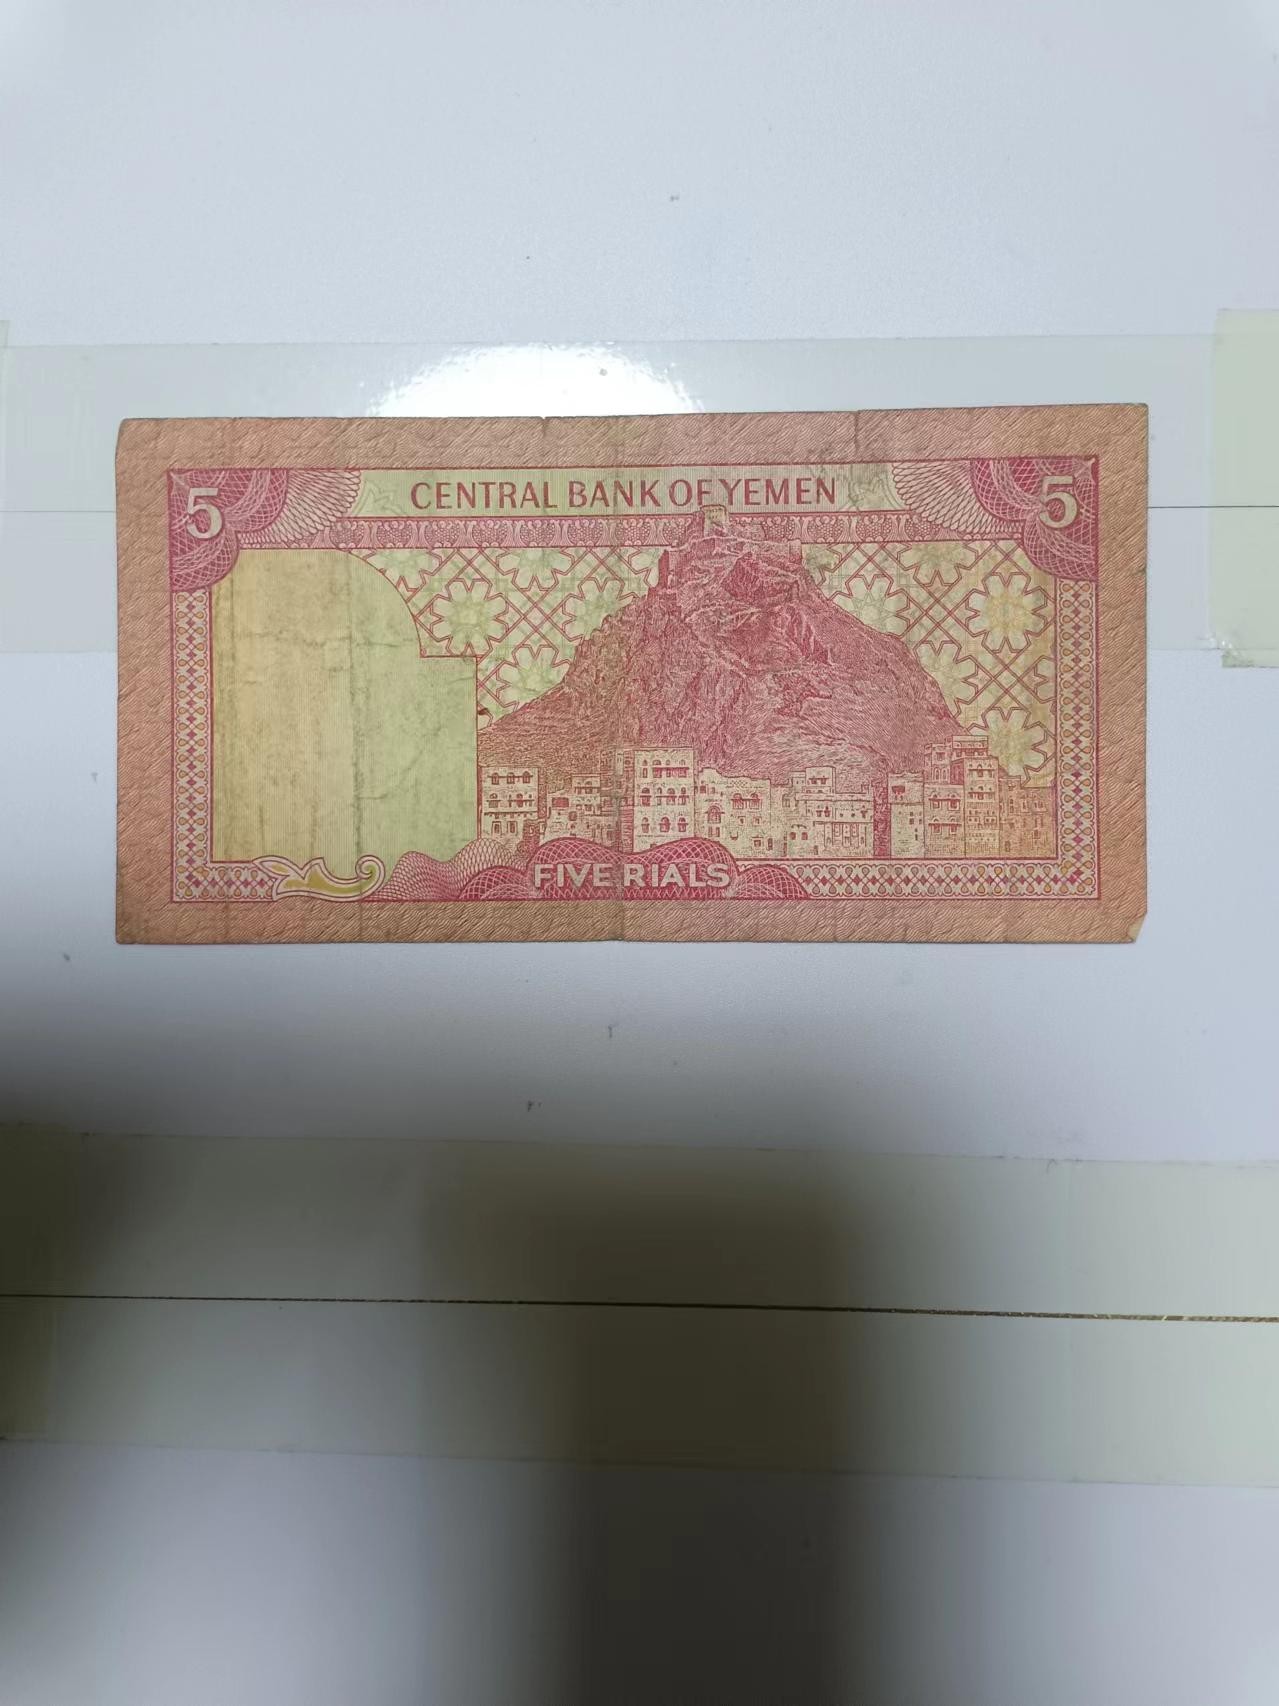 CENTRAL BANK OF YEMEN
5
5
FIVE RIALS